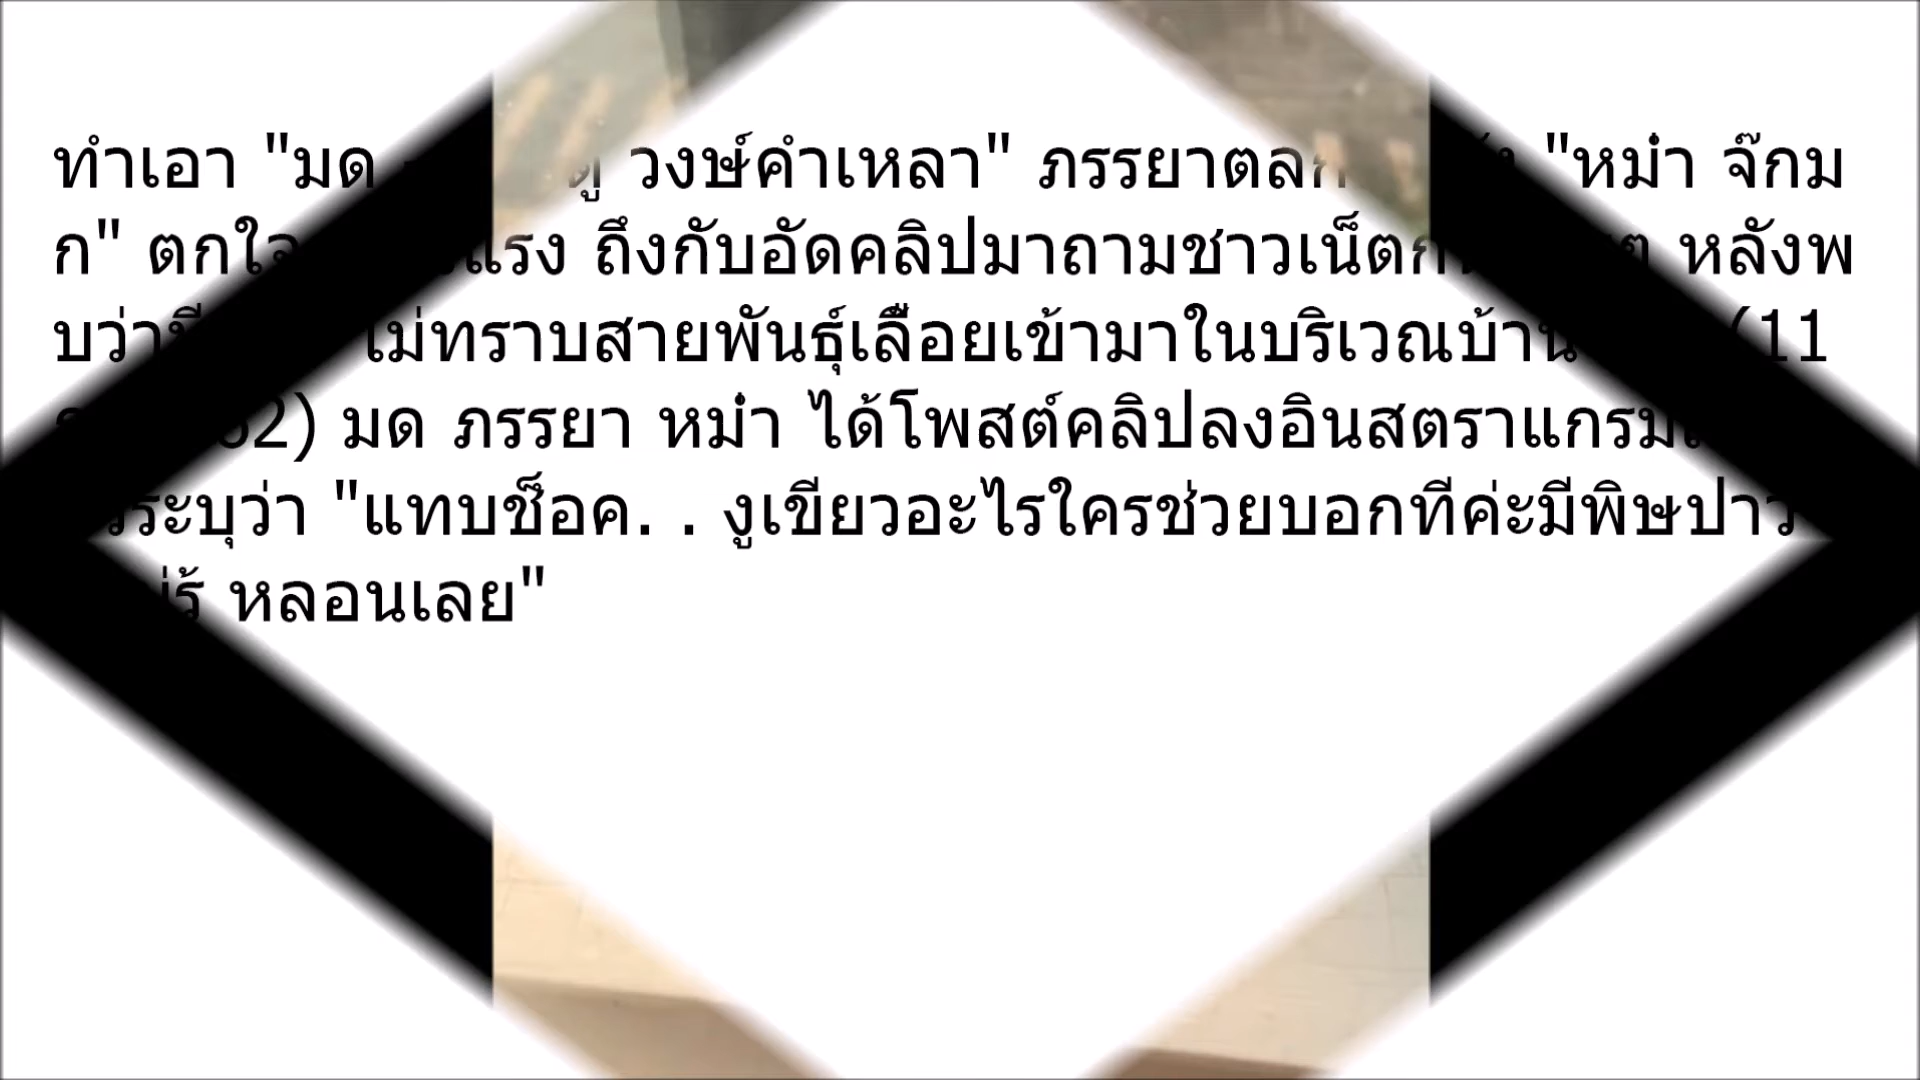 ทำเอา "มด วงษ์คำเหลา" ภรรยาตลก "หม่ำ จ๊กม
ก" ตกใจ แรง ถึงกับอัดคลิปมาถามชาวเน็ต หลังพ
บว่า ไม่ทราบสายพันธุ์เลื้อยเข้ามาในบริเวณบ้าน (11
62) มด ภรรยา หม่ำ ได้โพสต์คลิปลงอินสตราแกรม
ระบุว่า "แทบช็อค. . งูเขียวอะไรใครช่วยบอกทีค่ะมีพิษป่าว
หลอนเลย"